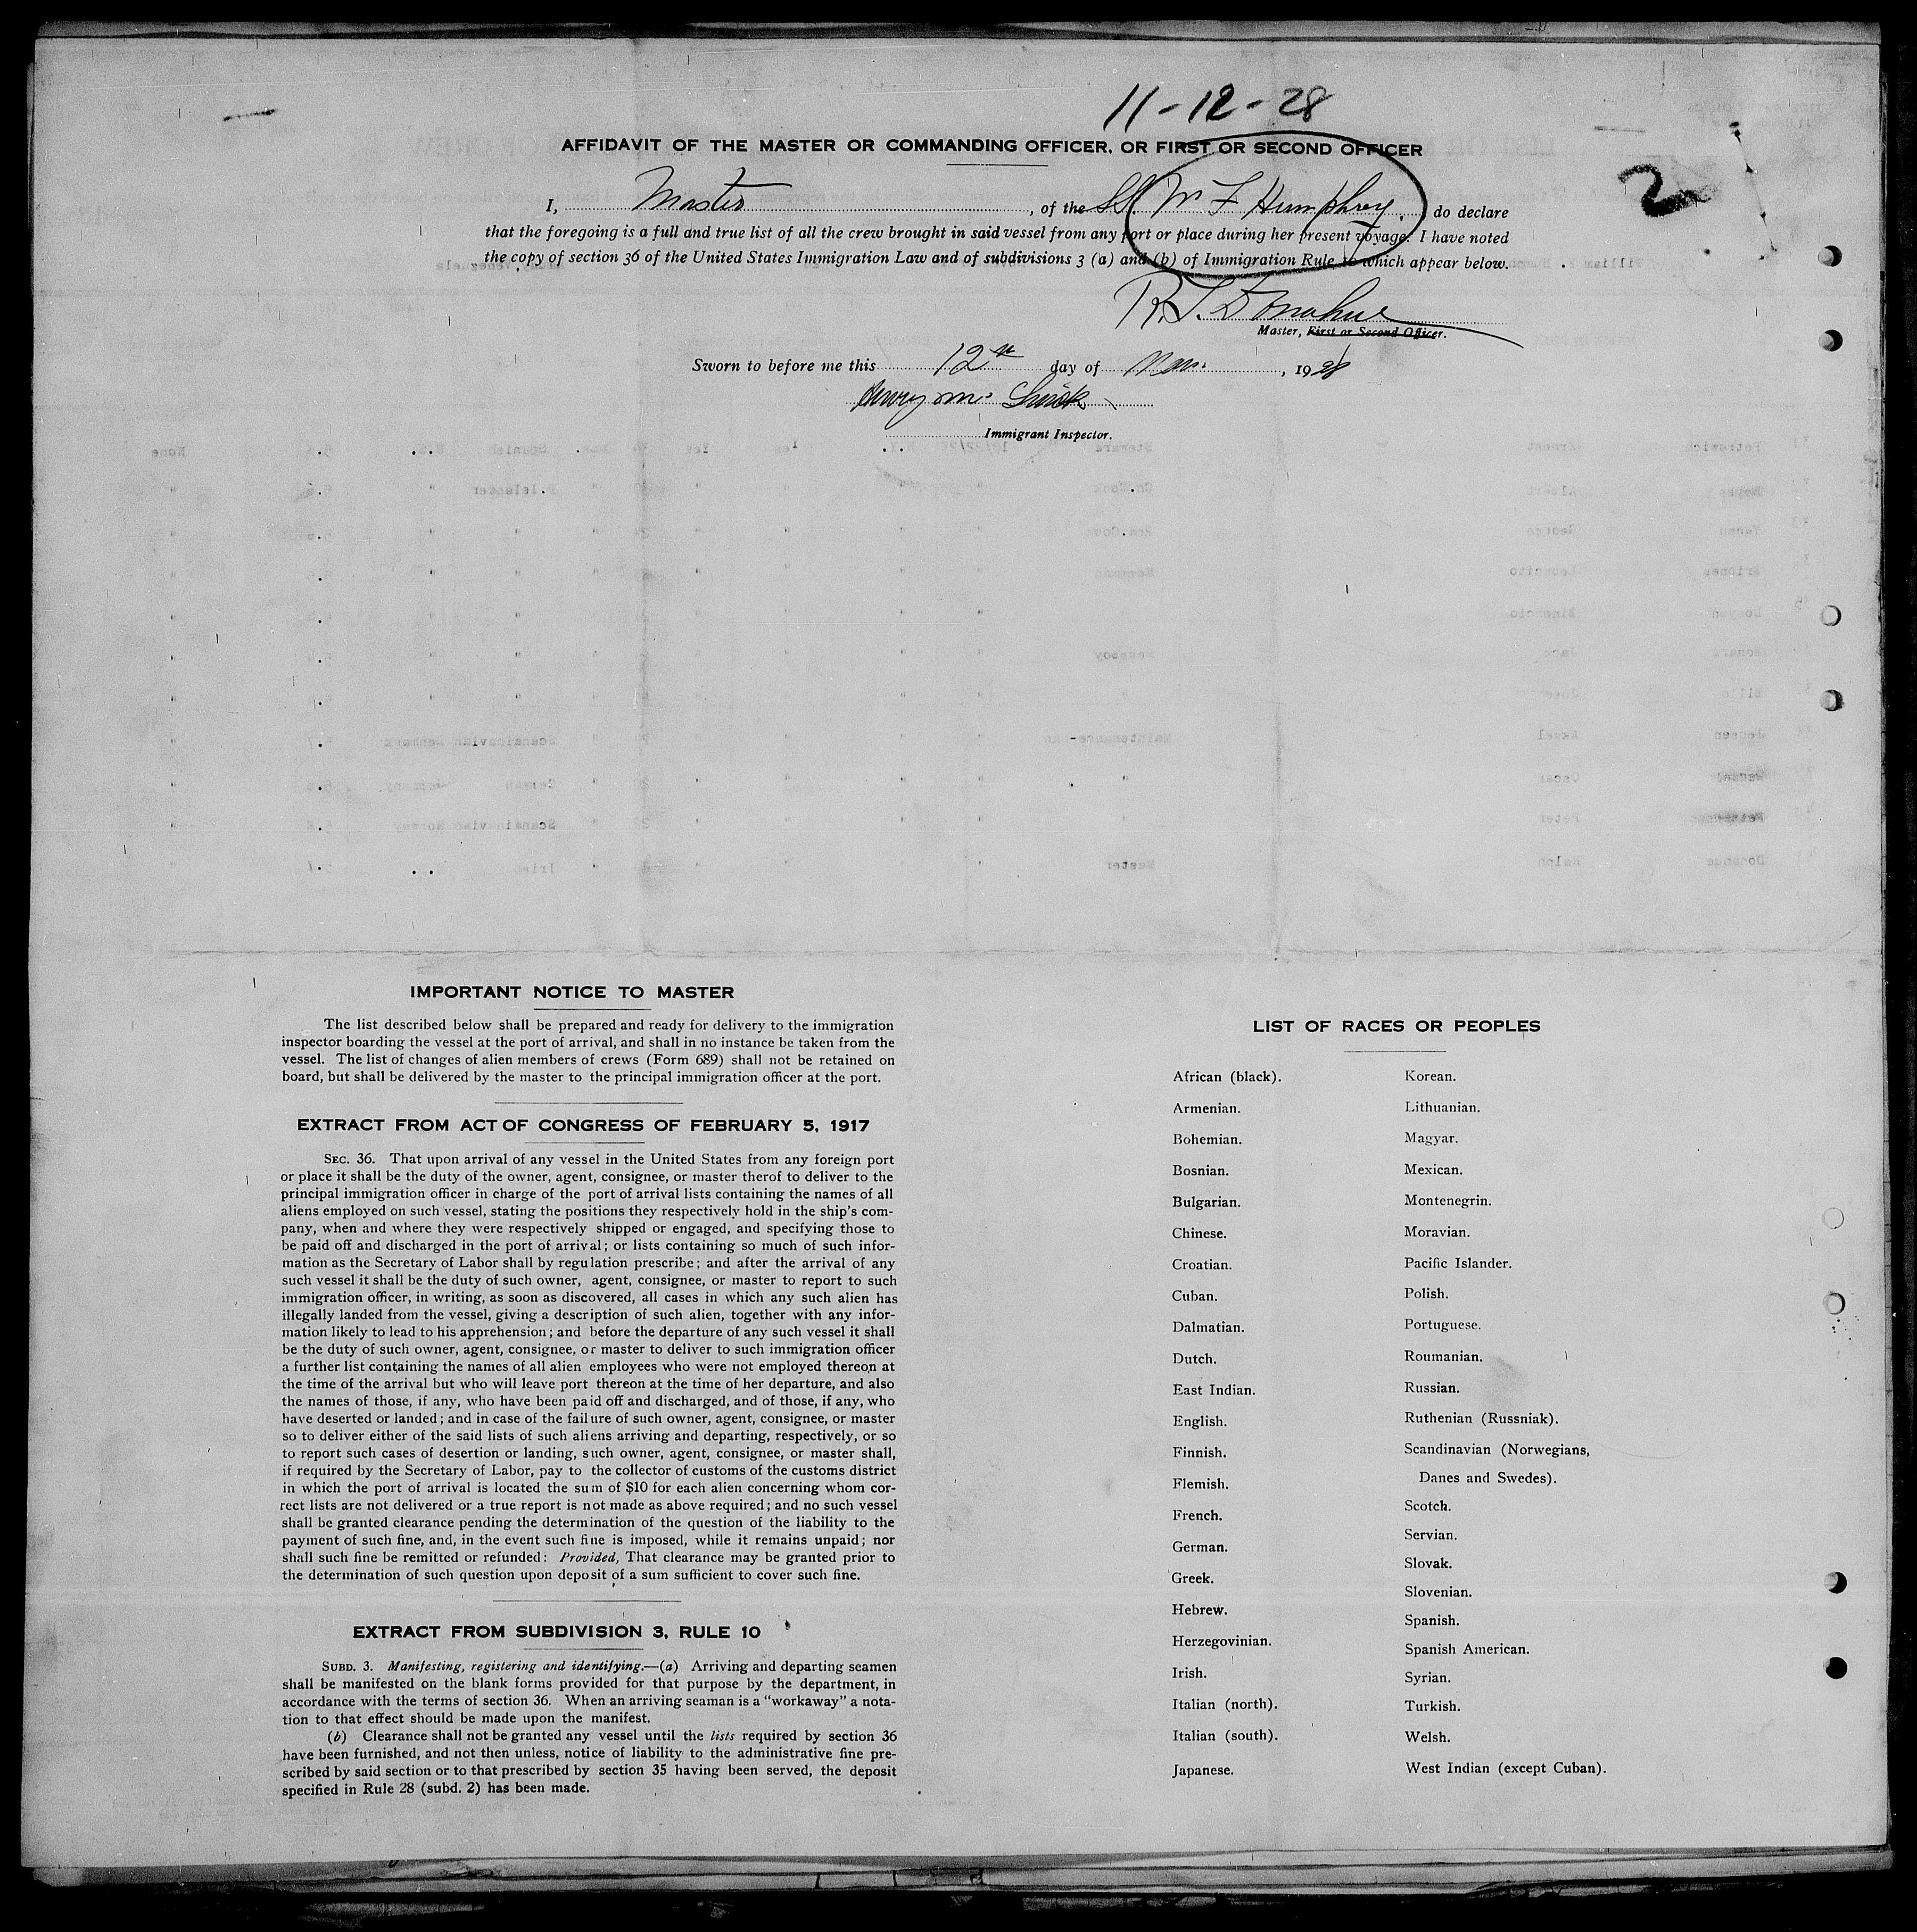 11-12-28
AFFIDAVIT OF THE MASTER OR COMMANDING OFFICER, OR FIRST OR SECOND OFFICER
2
I, Master, of the SS. W F Humphrey, do declare
that the foregoing is a full and true list of all the crew brought in said vessel from any port or place during her present voyage. I have noted
the copy of section 36 of the United States Immigration Law and of subdivisions 3 (a) and (b) of Immigration Rule 10 which appear below.
R. J. Donahue
Master, First or Second Officer.
Sworn to before me this 12th day of Nov., 1928
Immigrant Inspector.
IMPORTANT NOTICE TO MASTER
The list described below shall be prepared and ready for delivery to the immigration
inspector boarding the vessel at the port of arrival, and shall in no instance be taken from the
vessel. The list of changes of alien members of crews (Form 689) shall not be retained on
board, but shall be delivered by the master to the principal immigration officer at the port.
EXTRACT FROM ACT OF CONGRESS OF FEBRUARY 5, 1917
SEC. 36. That upon arrival of any vessel in the United States from any foreign port
or place it shall be the duty of the owner, agent, consignee, or master therof to deliver to the
principal immigration officer in charge of the port of arrival lists containing the names of all
aliens employed on such vessel, stating the positions they respectively hold in the ship's com-
pany, when and where they were respectively shipped or engaged, and specifying those to
be paid off and discharged in the port of arrival; or lists containing so much of such infor-
mation as the Secretary of Labor shall by regulation prescribe; and after the arrival of any
such vessel it shall be the duty of such owner, agent, consignee, or master to report to such
immigration officer, in writing, as soon as discovered, all cases in which any such alien has
illegally landed from the vessel, giving a description of such alien, together with any infor-
mation likely to lead to his apprehension; and before the departure of any such vessel it shall
be the duty of such owner, agent, consignee, or master to deliver to such immigration officer
a further list containing the names of all alien employees who were not employed thereon at
the time of the arrival but who will leave port thereon at the time of her departure, and also
the names of those, if any, who have been paid off and discharged, and of those, if any, who
have deserted or landed; and in case of the failure of such owner, agent, consignee, or master
so to deliver either of the said lists of such aliens arriving and departing, respectively, or so
to report such cases of desertion or landing, such owner, agent, consignee, or master shall,
if required by the Secretary of Labor, pay to the collector of customs of the customs district
in which the port of arrival is located the sum of $10 for each alien concerning whom cor-
rect lists are not delivered or a true report is not made as above required; and no such vessel
shall be granted clearance pending the determination of the question of the liability to the
payment of such fine, and, in the event such fine is imposed, while it remains unpaid; nor
shall such fine be remitted or refunded: Provided, That clearance may be granted prior to
the determination of such question upon deposit of a sum sufficient to cover such fine.
EXTRACT FROM SUBDIVISION 3, RULE 10
SUBD. 3. Manifesting, registering and identifying.—(a) Arriving and departing seamen
shall be manifested on the blank forms provided for that purpose by the department, in
accordance with the terms of section 36. When an arriving seaman is a "workaway" a nota-
tion to that effect should be made upon the manifest.
(b) Clearance shall not be granted any vessel until the lists required by section 36
have been furnished, and not then unless, notice of liability to the administrative fine pre-
scribed by said section or to that prescribed by section 35 having been served, the deposit
specified in Rule 28 (subd. 2) has been made.
LIST OF RACES OR PEOPLES
African (black).
Armenian.
Bohemian.
Bosnian.
Bulgarian.
Chinese.
Croatian.
Cuban.
Dalmatian.
Dutch.
East Indian.
English.
Finnish.
Flemish.
French.
German.
Greek.
Hebrew.
Herzegovinian.
Irish.
Italian (north).
Italian (south).
Japanese.
Korean.
Lithuanian.
Magyar.
Mexican.
Montenegrin.
Moravian.
Pacific Islander.
Polish.
Portuguese.
Roumanian.
Russian.
Ruthenian (Russniak).
Scandinavian (Norwegians,
Danes and Swedes).
Scotch.
Servian.
Slovak.
Slovenian.
Spanish.
Spanish American.
Syrian.
Turkish.
Welsh.
West Indian (except Cuban).